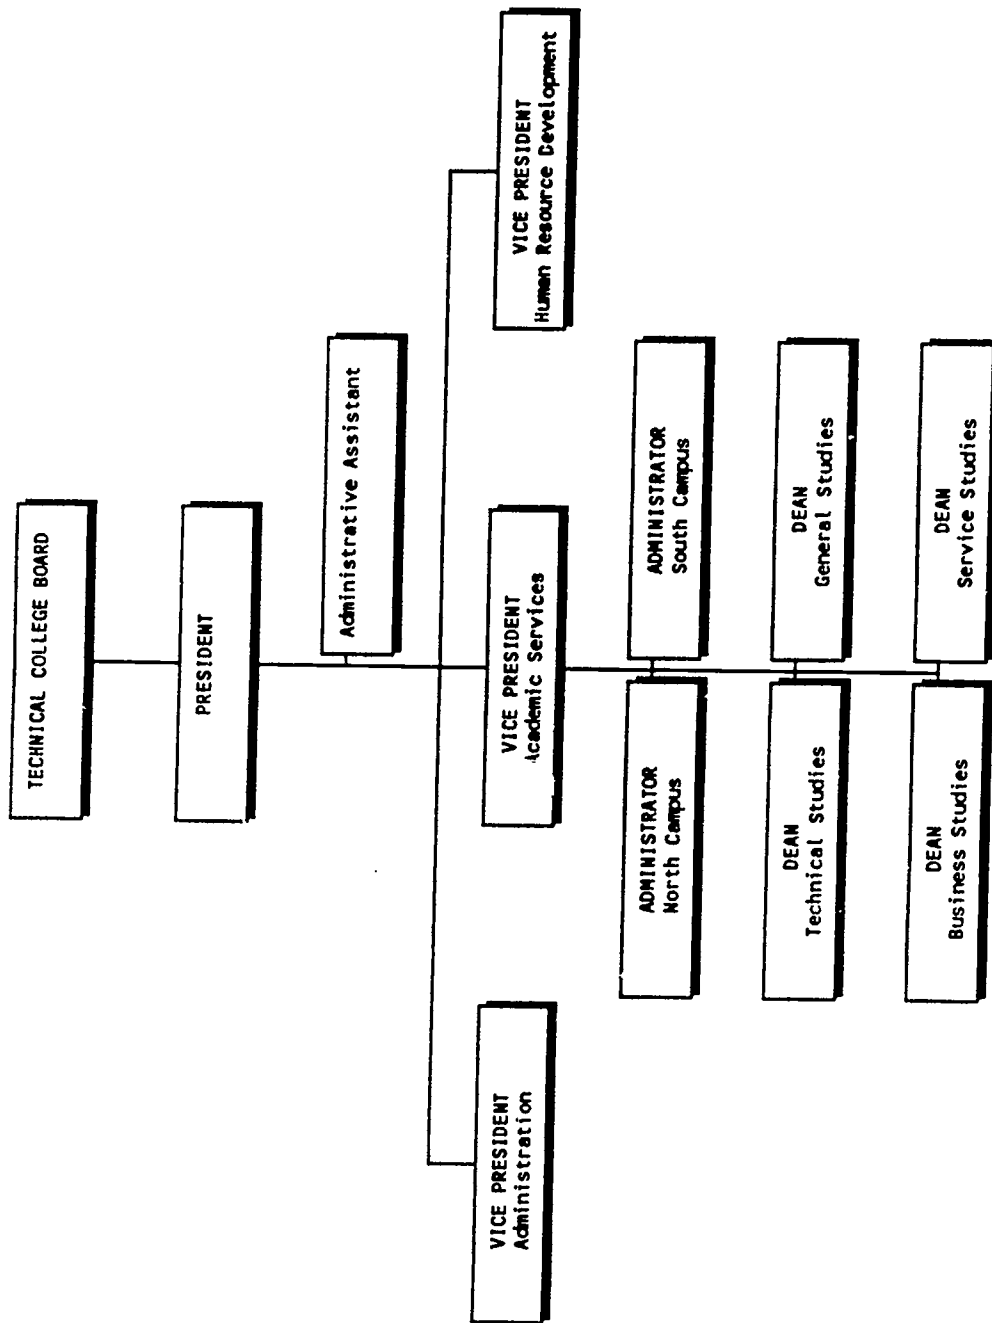 TECHNICAL COLLEGE BOARD
PRESIDENT
Administrative Assistant
VICE PRESIDENT
Administration
VICE PRESIDENT
Academic Services
VICE PRESIDENT
Human Resource Development
ADMINISTRATOR
North Campus
ADMINISTRATOR
South Campus
DEAN
Technical Studies
DEAN
General Studies
DEAN
Business Studies
DEAN
Service Studies